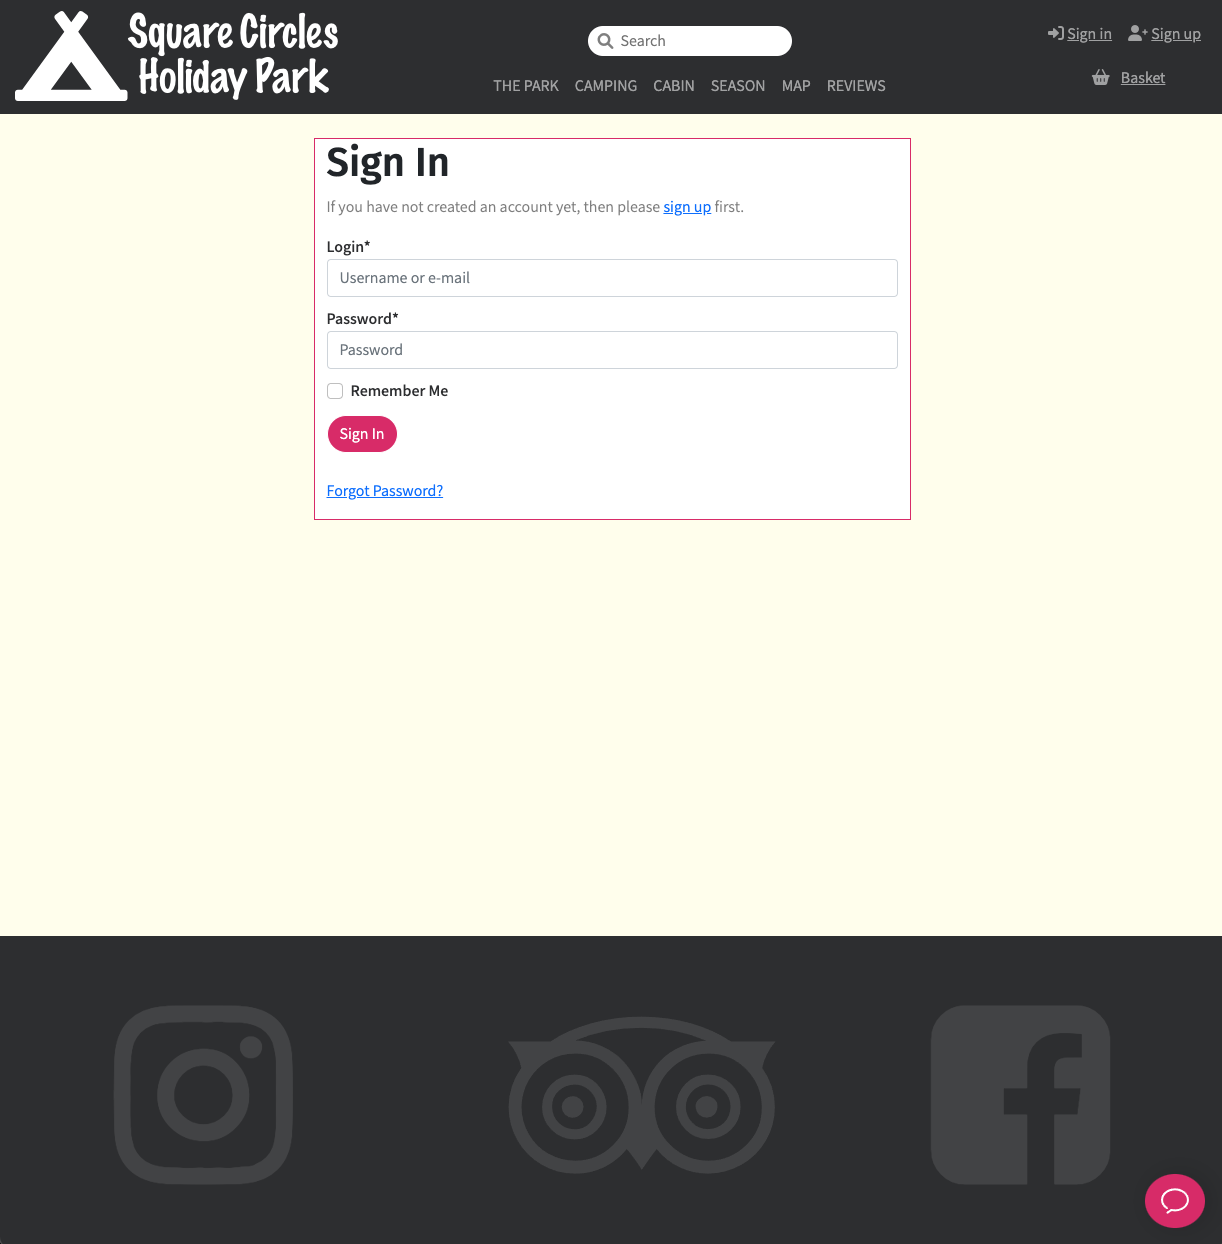 Square Circles
Holiday Park
Search
THE PARK CAMPING CABIN SEASON MAP REVIEWS
Sign in Sign up
Basket
Sign In
If you have not created an account yet, then please sign up first.
Login*
Username or e-mail
Password*
Password
Remember Me
Sign In
Forgot Password?